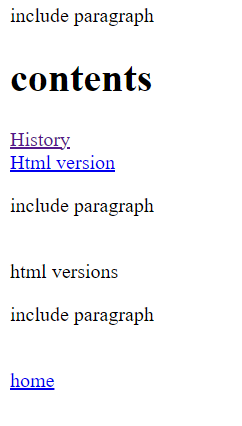 include paragraph
contents
History
Html version
include paragraph
html versions
include paragraph
home